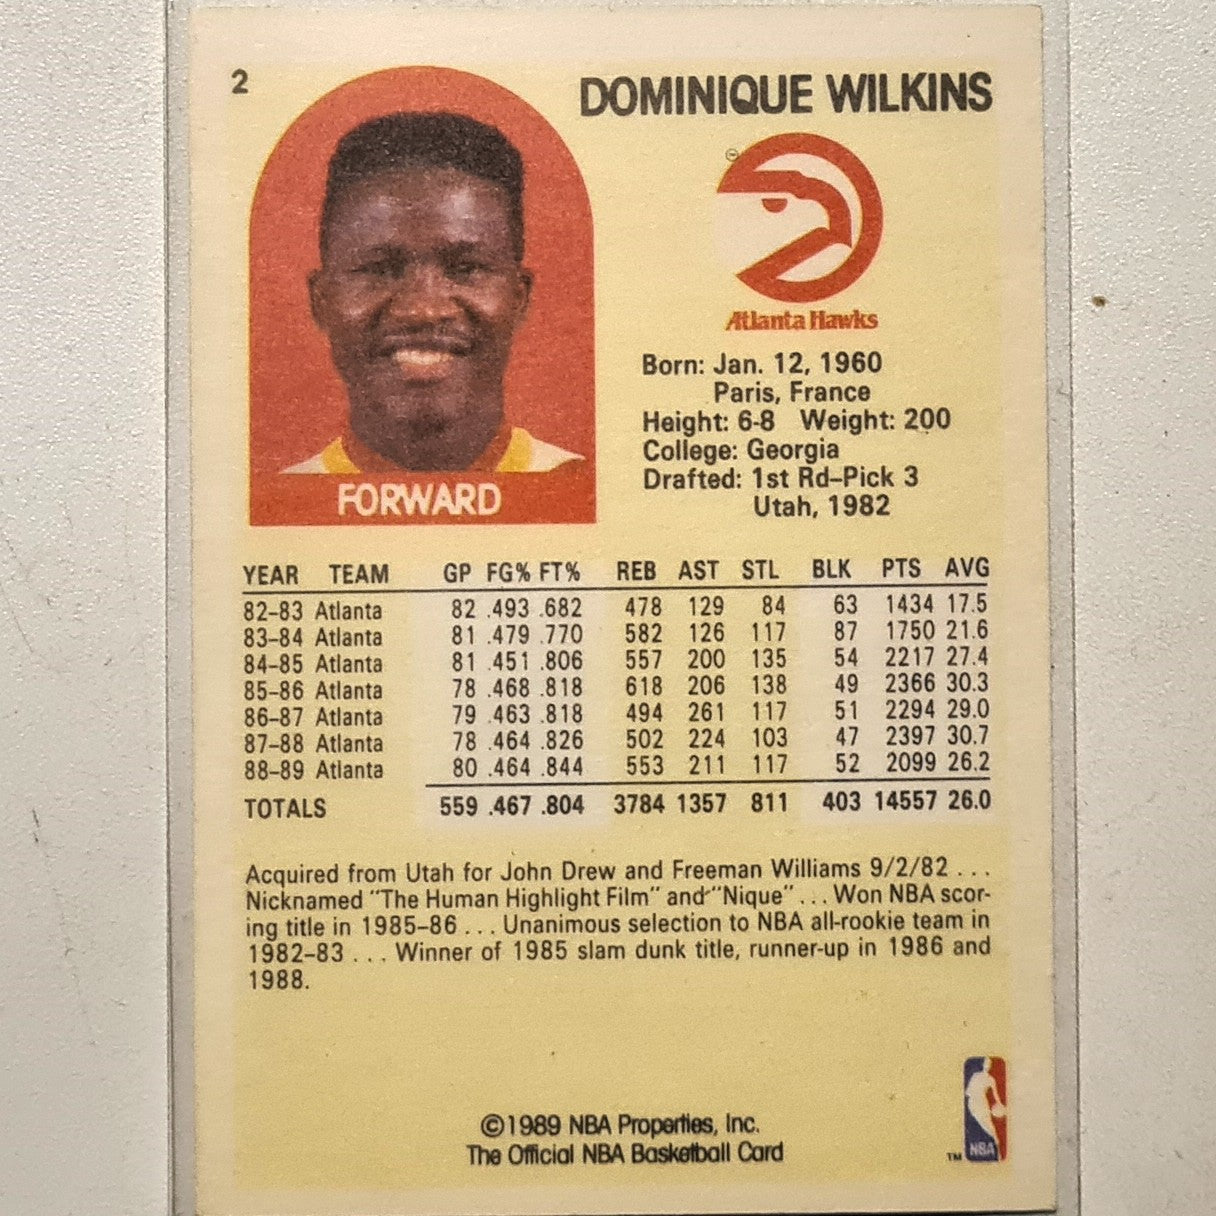 2
DOMINIQUE WILKINS
Atlanta Hawks
Born: Jan. 12, 1960
Paris, France
Height: 6-8 Weight: 200
College: Georgia
Drafted: 1st Rd–Pick 3
Utah, 1982
FORWARD
YEAR TEAM GP FG% FT% REB AST STL BLK PTS AVG
82–83 Atlanta 82 .493 .682 478 129 84 63 1434 17.5
83–84 Atlanta 81 .479 .770 582 126 117 87 1750 21.6
84–85 Atlanta 81 .451 .806 557 200 135 54 2217 27.4
85–86 Atlanta 78 .468 .818 618 206 138 49 2366 30.3
86–87 Atlanta 79 .463 .818 494 261 117 51 2294 29.0
87–88 Atlanta 78 .464 .826 502 224 103 47 2397 30.7
88–89 Atlanta 80 .464 .844 553 211 117 52 2099 26.2
TOTALS 559 .467 .804 3784 1357 811 403 14557 26.0
Acquired from Utah for John Drew and Freeman Williams 9/2/82 . . .
Nicknamed "The Human Highlight Film" and "Nique" . . . Won NBA scor-
ing title in 1985–86 . . . Unanimous selection to NBA all-rookie team in
1982–83 . . . Winner of 1985 slam dunk title, runner-up in 1986 and
1988.
©1989 NBA Properties, Inc.
The Official NBA Basketball Card
™ NBA